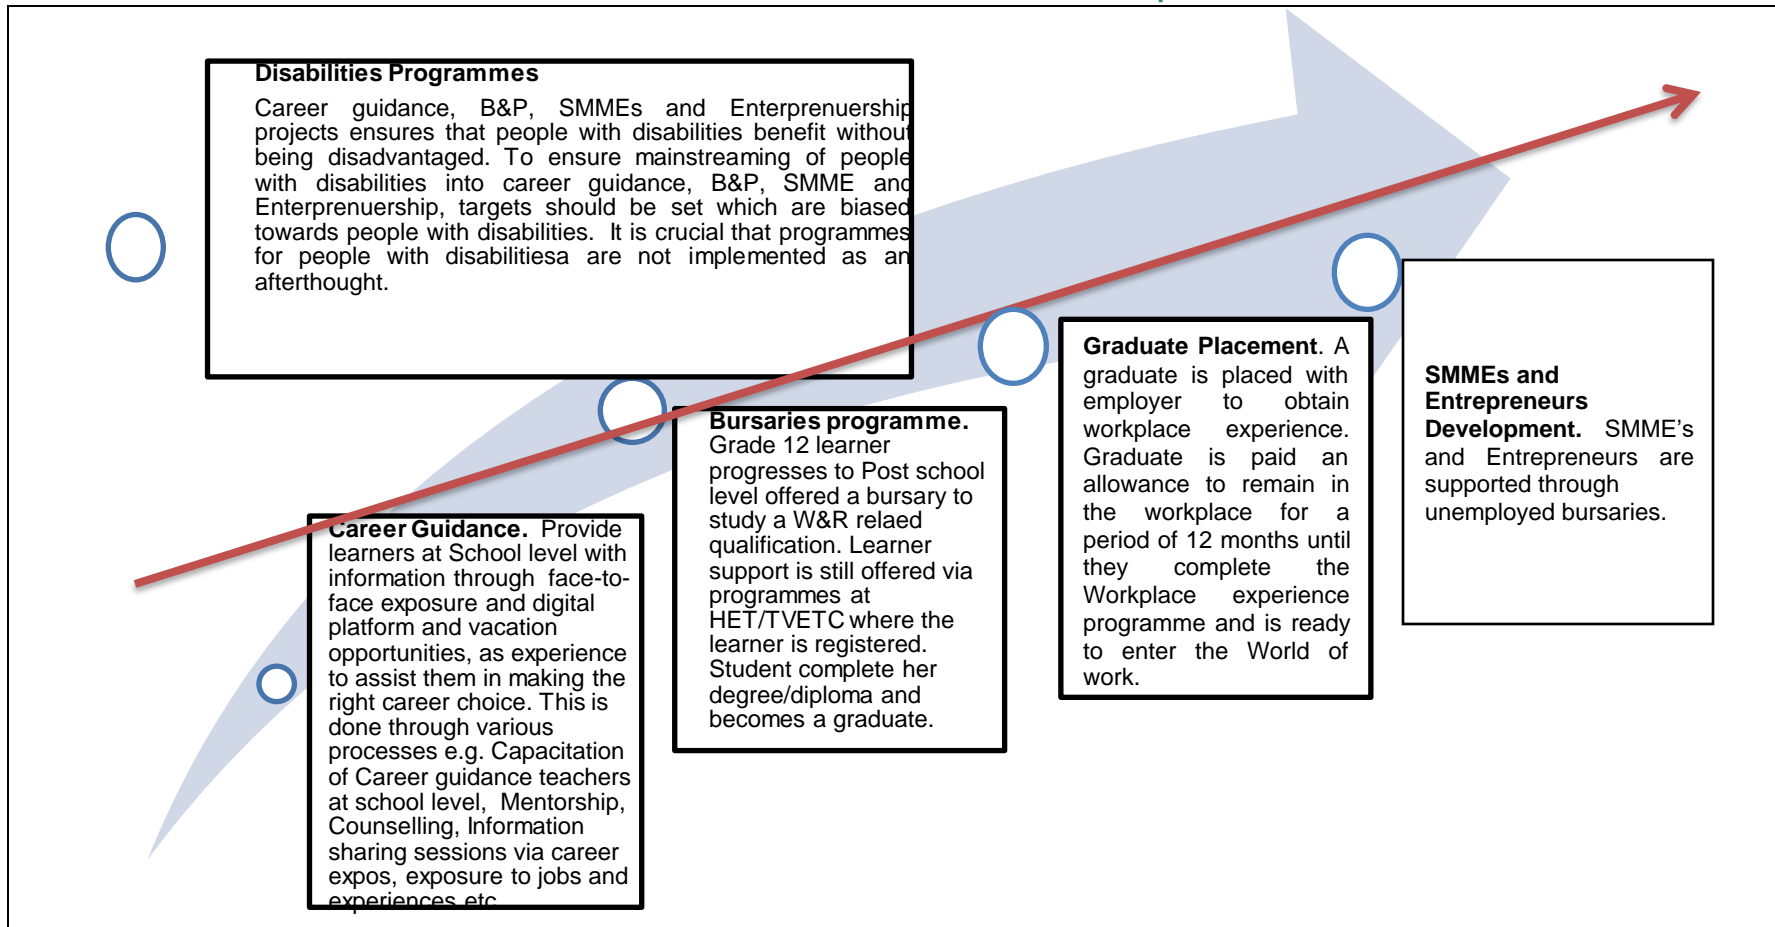 Disabilities Programmes
Career guidance, B&P, SMMEs and Enterprenuership
projects ensures that people with disabilities benefit without
being disadvantaged. To ensure mainstreaming of people
with disabilities into career guidance, B&P, SMME and
Enterprenuership, targets should be set which are biased
towards people with disabilities. It is crucial that programmes
for people with disabilitiesa are not implemented as an
afterthought.
Career Guidance. Provide
learners at School level with
information through face-to-
face exposure and digital
platform and vacation
opportunities, as experience
to assist them in making the
right career choice. This is
done through various
processes e.g. Capacitation
of Career guidance teachers
at school level, Mentorship,
Counselling, Information
sharing sessions via career
expos, exposure to jobs and
experiences etc
Bursaries programme.
Grade 12 learner
progresses to Post school
level offered a bursary to
study a W&R relaed
qualification. Learner
support is still offered via
programmes at
HET/TVETC where the
learner is registered.
Student complete her
degree/diploma and
becomes a graduate.
Graduate Placement. A
graduate is placed with
employer to obtain
workplace experience.
Graduate is paid an
allowance to remain in
the workplace for a
period of 12 months until
they complete the
Workplace experience
programme and is ready
to enter the World of
work.
SMMEs and
Entrepreneurs
Development. SMME’s
and Entrepreneurs are
supported through
unemployed bursaries.